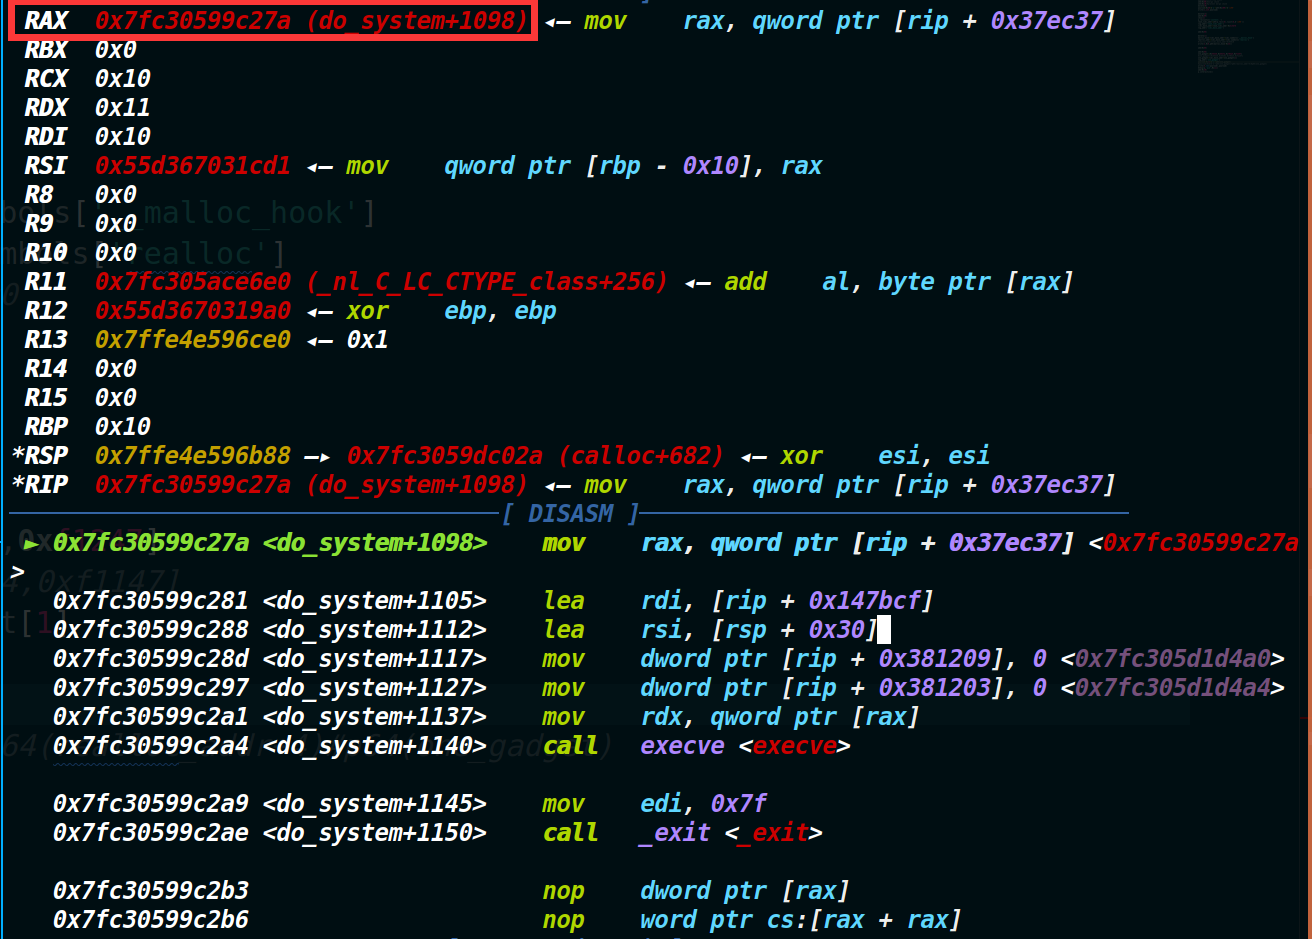 RAX 0x7fc30599c27a (do_system+1098) ◂— mov rax, qword ptr [rip + 0x37ec37]
RBX 0x0
RCX 0x10
RDX 0x11
RDI 0x10
RSI 0x55d367031cd1 ◂— mov qword ptr [rbp - 0x10], rax
R8 0x0
_malloc_hook']
R9 0x0
R10 0x0
realloc']
R11 0x7fc305ace6e0 (_nl_C_LC_CTYPE_class+256) ◂— add al, byte ptr [rax]
R12 0x55d3670319a0 ◂— xor ebp, ebp
R13 0x7ffe4e596ce0 ◂— 0x1
R14 0x0
R15 0x0
RBP 0x10
*RSP 0x7ffe4e596b88 —▸ 0x7fc3059dc02a (calloc+682) ◂— xor esi, esi
*RIP 0x7fc30599c27a (do_system+1098) ◂— mov rax, qword ptr [rip + 0x37ec37]
[ DISASM ]
► 0x7fc30599c27a <do_system+1098> mov rax, qword ptr [rip + 0x37ec37] <0x7fc30599c27a
>
4,0xf1147]
0x7fc30599c281 <do_system+1105> lea rdi, [rip + 0x147bcf]
t[1]
0x7fc30599c288 <do_system+1112> lea rsi, [rsp + 0x30]
0x7fc30599c28d <do_system+1117> mov dword ptr [rip + 0x381209], 0 <0x7fc305d1d4a0>
0x7fc30599c297 <do_system+1127> mov dword ptr [rip + 0x381203], 0 <0x7fc305d1d4a4>
0x7fc30599c2a1 <do_system+1137> mov rdx, qword ptr [rax]
0x7fc30599c2a4 <do_system+1140> call execve <execve>
0x7fc30599c2a9 <do_system+1145> mov edi, 0x7f
0x7fc30599c2ae <do_system+1150> call _exit <_exit>
0x7fc30599c2b3 nop dword ptr [rax]
0x7fc30599c2b6 nop word ptr cs:[rax + rax]